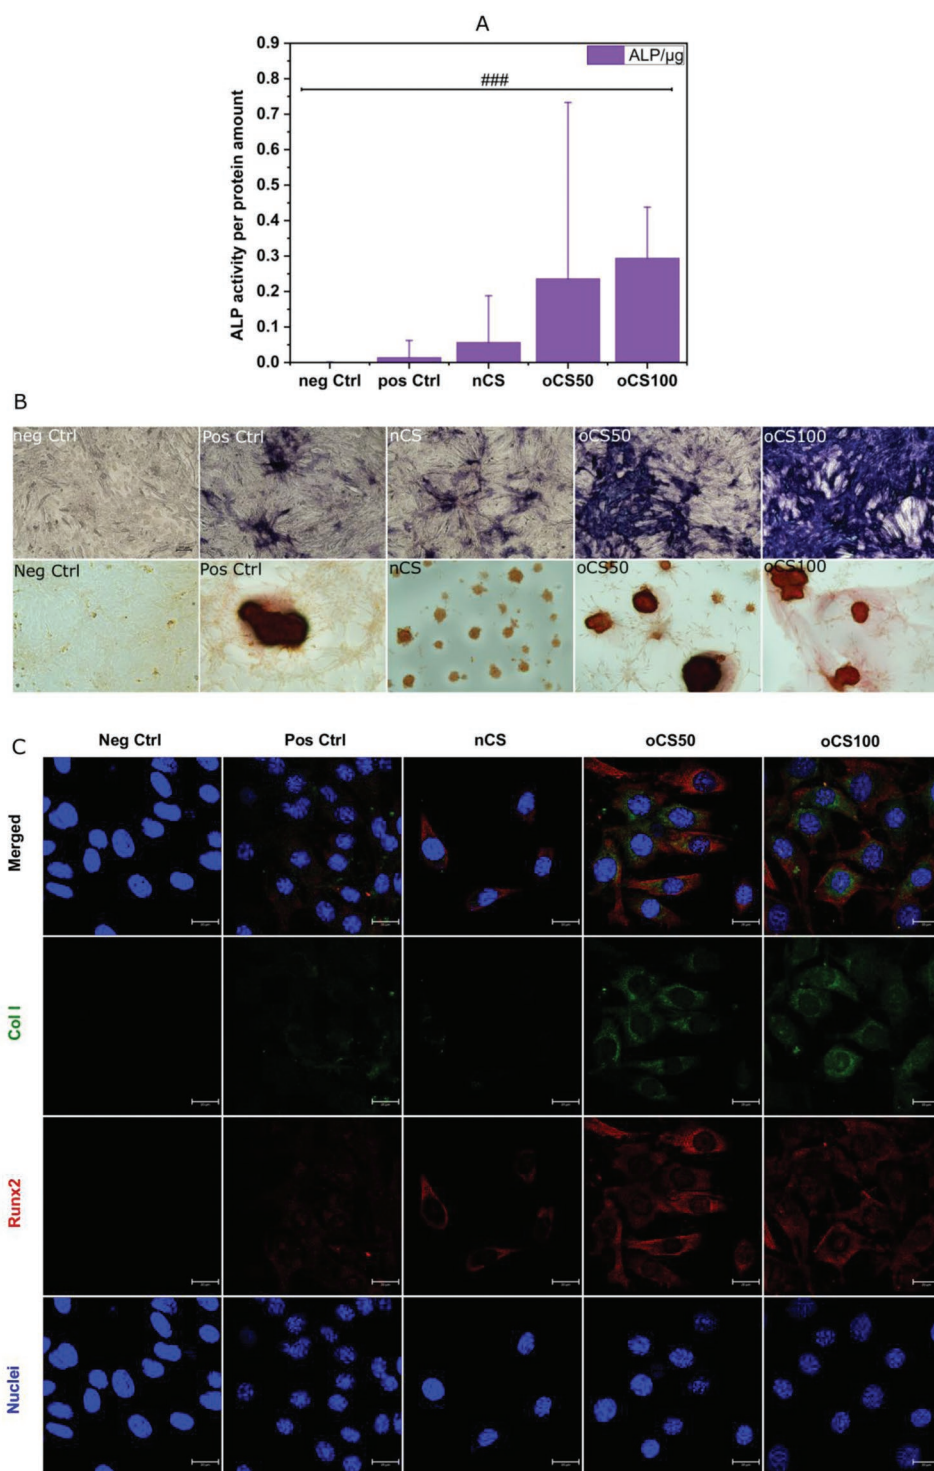 A
0.9
0.8
0.7
0.6
0.5
0.4
0.3
0.2
0.1
0.0
ALP activity per protein amount
ALP/µg
###
neg Ctrl pos Ctrl nCS oCS50 oCS100
B
neg Ctrl Pos Ctrl nCS oCS50 oCS100
Neg Ctrl Pos Ctrl nCS oCS50 oCS100
C
Neg Ctrl Pos Ctrl nCS oCS50 oCS100
Merged
Col I
Runx2
Nuclei